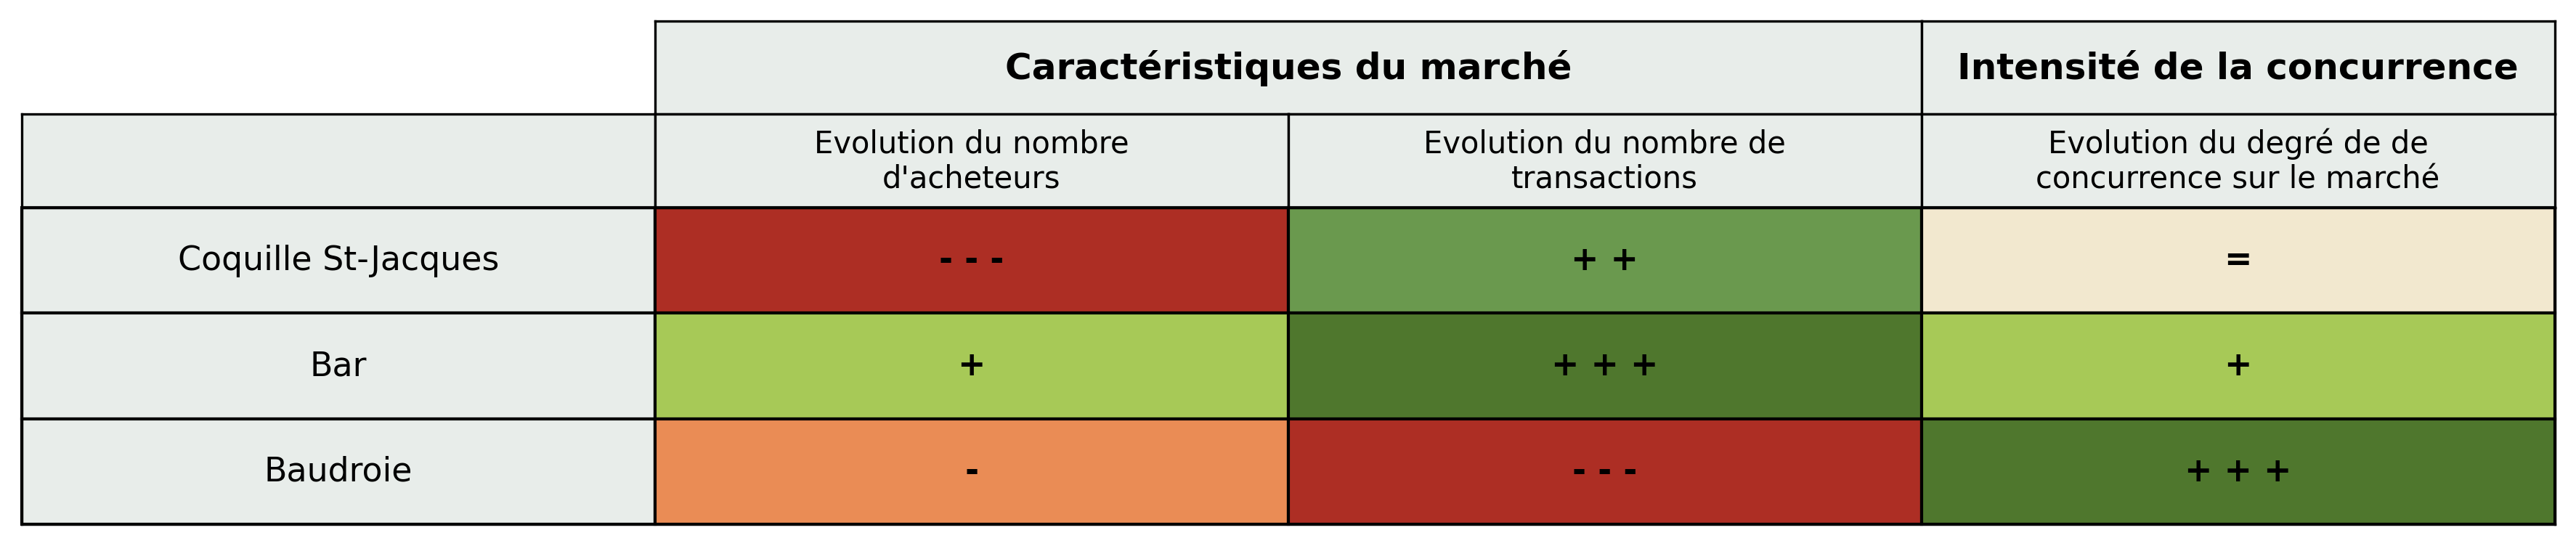 Caractéristiques du marché
Intensité de la concurrence
Evolution du nombre
d'acheteurs
Evolution du nombre de
transactions
Evolution du degré de de
concurrence sur le marché
Coquille St-Jacques
- - -
+ +
=
Bar
+
+ + +
+
Baudroie
-
- - -
+ + +